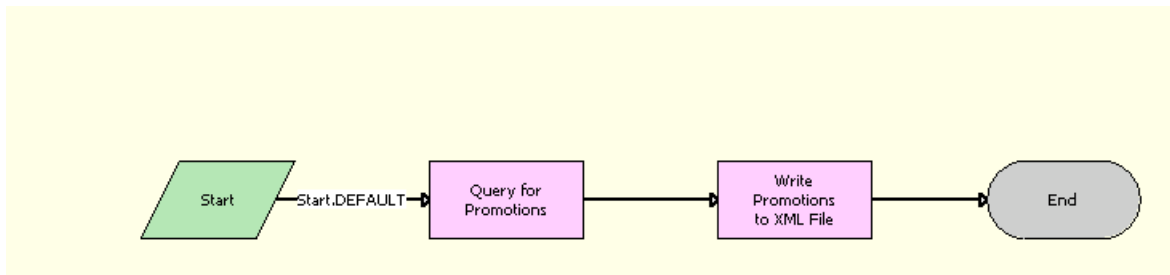 Start
Start.DEFAULT
Query for
Promotions
Write
Promotions
to XML File
End